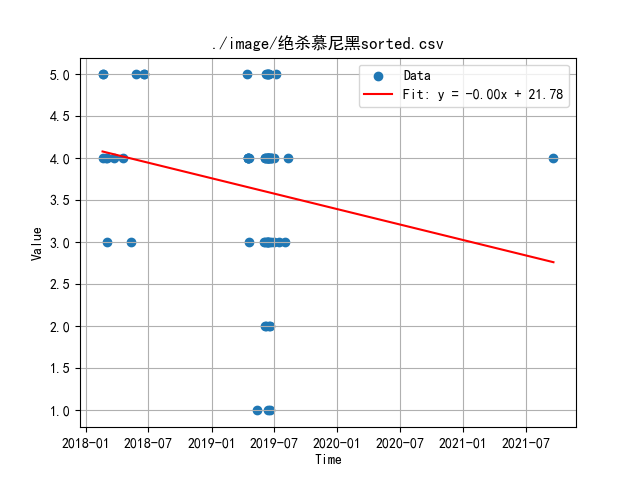 ./image/绝杀慕尼黑sorted.csv
Data
Fit: y = -0.00x + 21.78
5.0
4.5
4.0
3.5
3.0
2.5
2.0
1.5
1.0
Value
2018-01 2018-07 2019-01 2019-07 2020-01 2020-07 2021-01 2021-07
Time